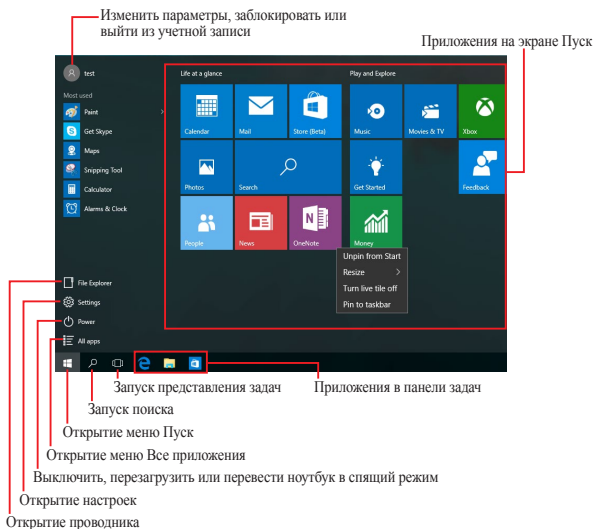 Изменить параметры, заблокировать или
выйти из учетной записи
Приложения на экране Пуск
test
Most used
Paint
Get Skype
Maps
Snipping Tool
Calculator
Alarms & Clock
File Explorer
Settings
Power
All apps
Life at a glance
Play and Explore
Calendar
Mail
Store (Beta)
Music
Movies & TV
Xbox
Photos
Search
Get Started
Feedback
People
News
OneNote
Money
Unpin from Start
Resize
Turn live tile off
Pin to taskbar
Запуск представления задач
Приложения в панели задач
Запуск поиска
Открытие меню Пуск
Открытие меню Все приложения
Выключить, перезагрузить или перевести ноутбук в спящий режим
Открытие настроек
Открытие проводника